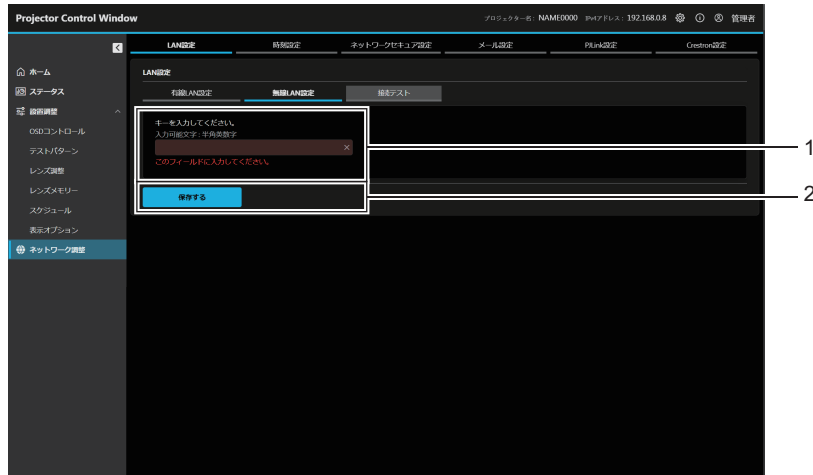 Projector Control Window
プロジェクター名: NAME0000 IPv4アドレス: 192.168.0.8 管理者
LAN設定 時刻設定 ネットワークセキュア設定 メール設定 PJLink設定 Crestron設定
ホーム
ステータス
設置調整
OSDコントロール
テストパターン
レンズ調整
レンズメモリー
スケジュール
表示オプション
ネットワーク調整
LAN設定
有線LAN設定 無線LAN設定 接続テスト
キーを入力してください。
入力可能文字 : 半角英数字
このフィールドに入力してください。
保存する
1
2